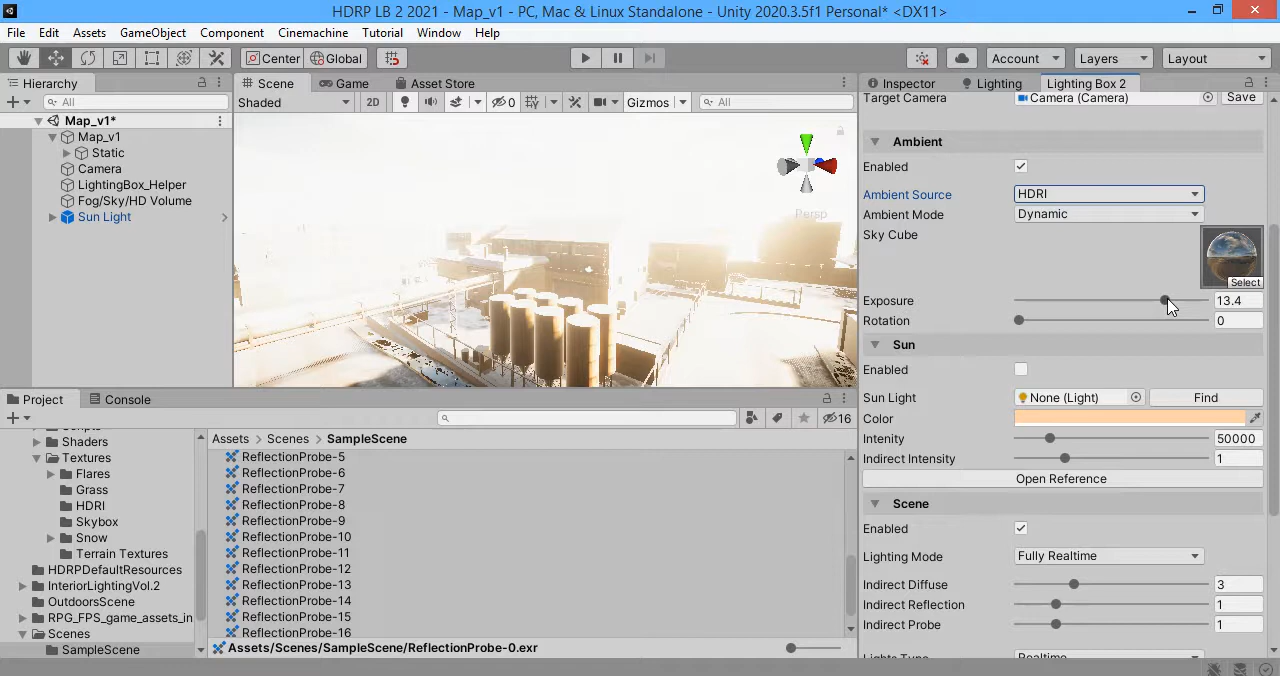 HDRP LB 2 2021 - Map_v1 - PC, Mac & Linux Standalone - Unity 2020.3.5f1 Personal* <DX11>
File Edit Assets GameObject Component Cinemachine Tutorial Window Help
Center Global Account Layers Layout
Hierarchy
All
Map_v1*
Map_v1
Static
Camera
LightingBox_Helper
Fog/Sky/HD Volume
Sun Light
Scene Game Asset Store
Shaded 2D 0 Gizmos All
Persp
Inspector Lighting Lighting Box 2
Target Camera Camera (Camera) Save
Ambient
Enabled
Ambient Source HDRI
Ambient Mode Dynamic
Sky Cube
Select
Exposure 13.4
Rotation 0
Sun
Enabled
Sun Light None (Light) Find
Color
Intenity 50000
Indirect Intensity 1
Open Reference
Scene
Enabled
Lighting Mode Fully Realtime
Indirect Diffuse 3
Indirect Reflection 1
Indirect Probe 1
Lights Type Realtime
Project Console
16
Scripts
Shaders
Textures
Flares
Grass
HDRI
Skybox
Snow
Terrain Textures
HDRPDefaultResources
InteriorLightingVol.2
OutdoorsScene
RPG_FPS_game_assets_in
Scenes
SampleScene
Assets > Scenes > SampleScene
ReflectionProbe-5
ReflectionProbe-6
ReflectionProbe-7
ReflectionProbe-8
ReflectionProbe-9
ReflectionProbe-10
ReflectionProbe-11
ReflectionProbe-12
ReflectionProbe-13
ReflectionProbe-14
ReflectionProbe-15
ReflectionProbe-16
Assets/Scenes/SampleScene/ReflectionProbe-0.exr